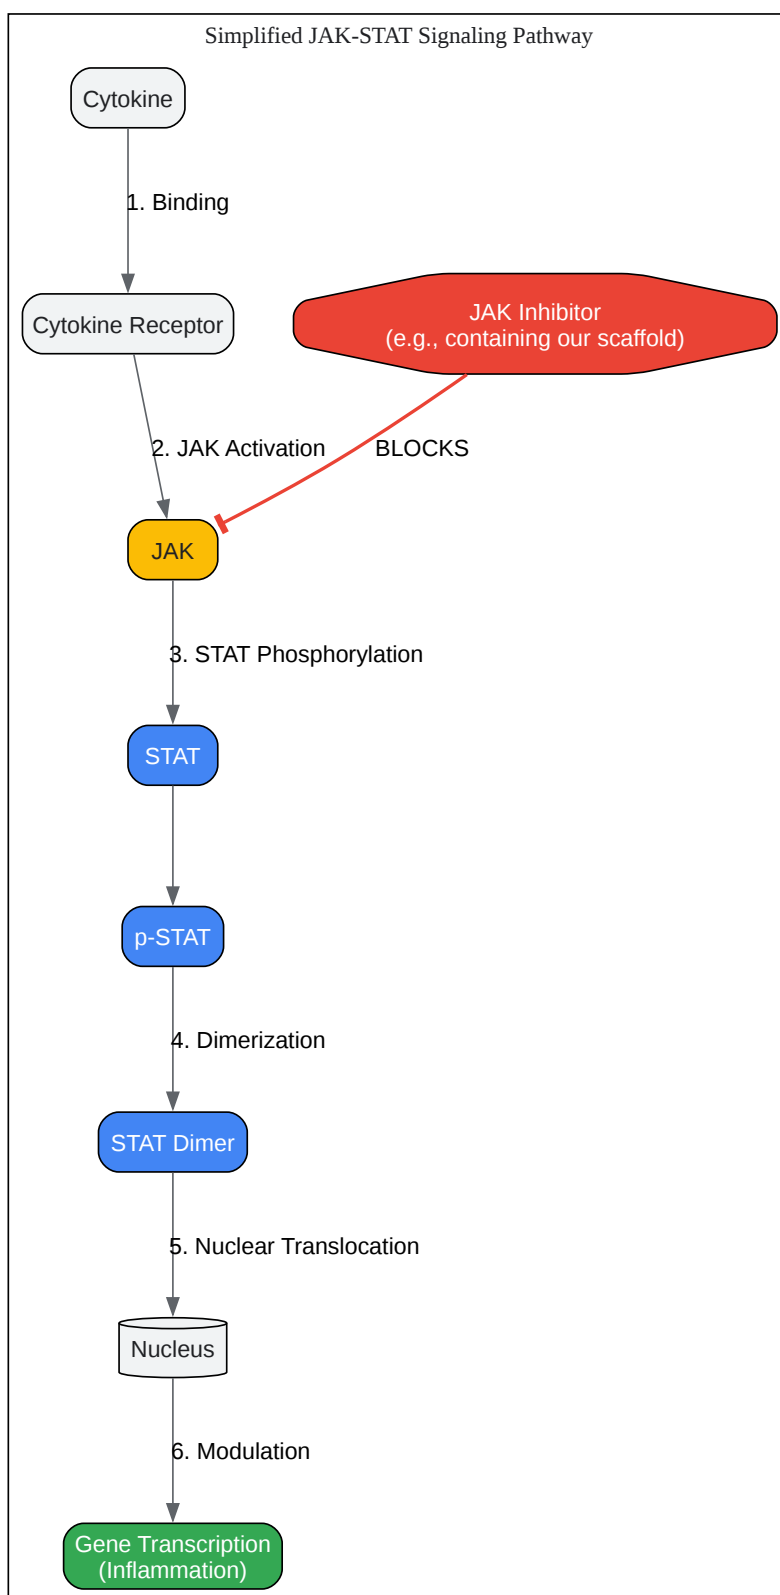 Simplified JAK-STAT Signaling Pathway
Cytokine
1. Binding
Cytokine Receptor
JAK Inhibitor
(e.g., containing our scaffold)
2. JAK Activation
BLOCKS
JAK
3. STAT Phosphorylation
STAT
p-STAT
4. Dimerization
STAT Dimer
5. Nuclear Translocation
Nucleus
6. Modulation
Gene Transcription
(Inflammation)